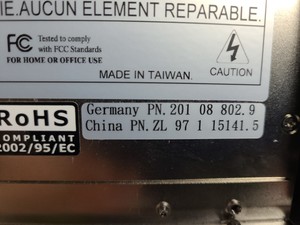 IE.AUCUN ELEMENT REPARABLE.
FC Tested to comply
with FCC Standards
FOR HOME OR OFFICE USE
MADE IN TAIWAN.
CAUTION
RoHS
COMPLIANT
2002/95/EC
Germany PN.201 08 802.9
China PN.ZL 97 1 15141.5